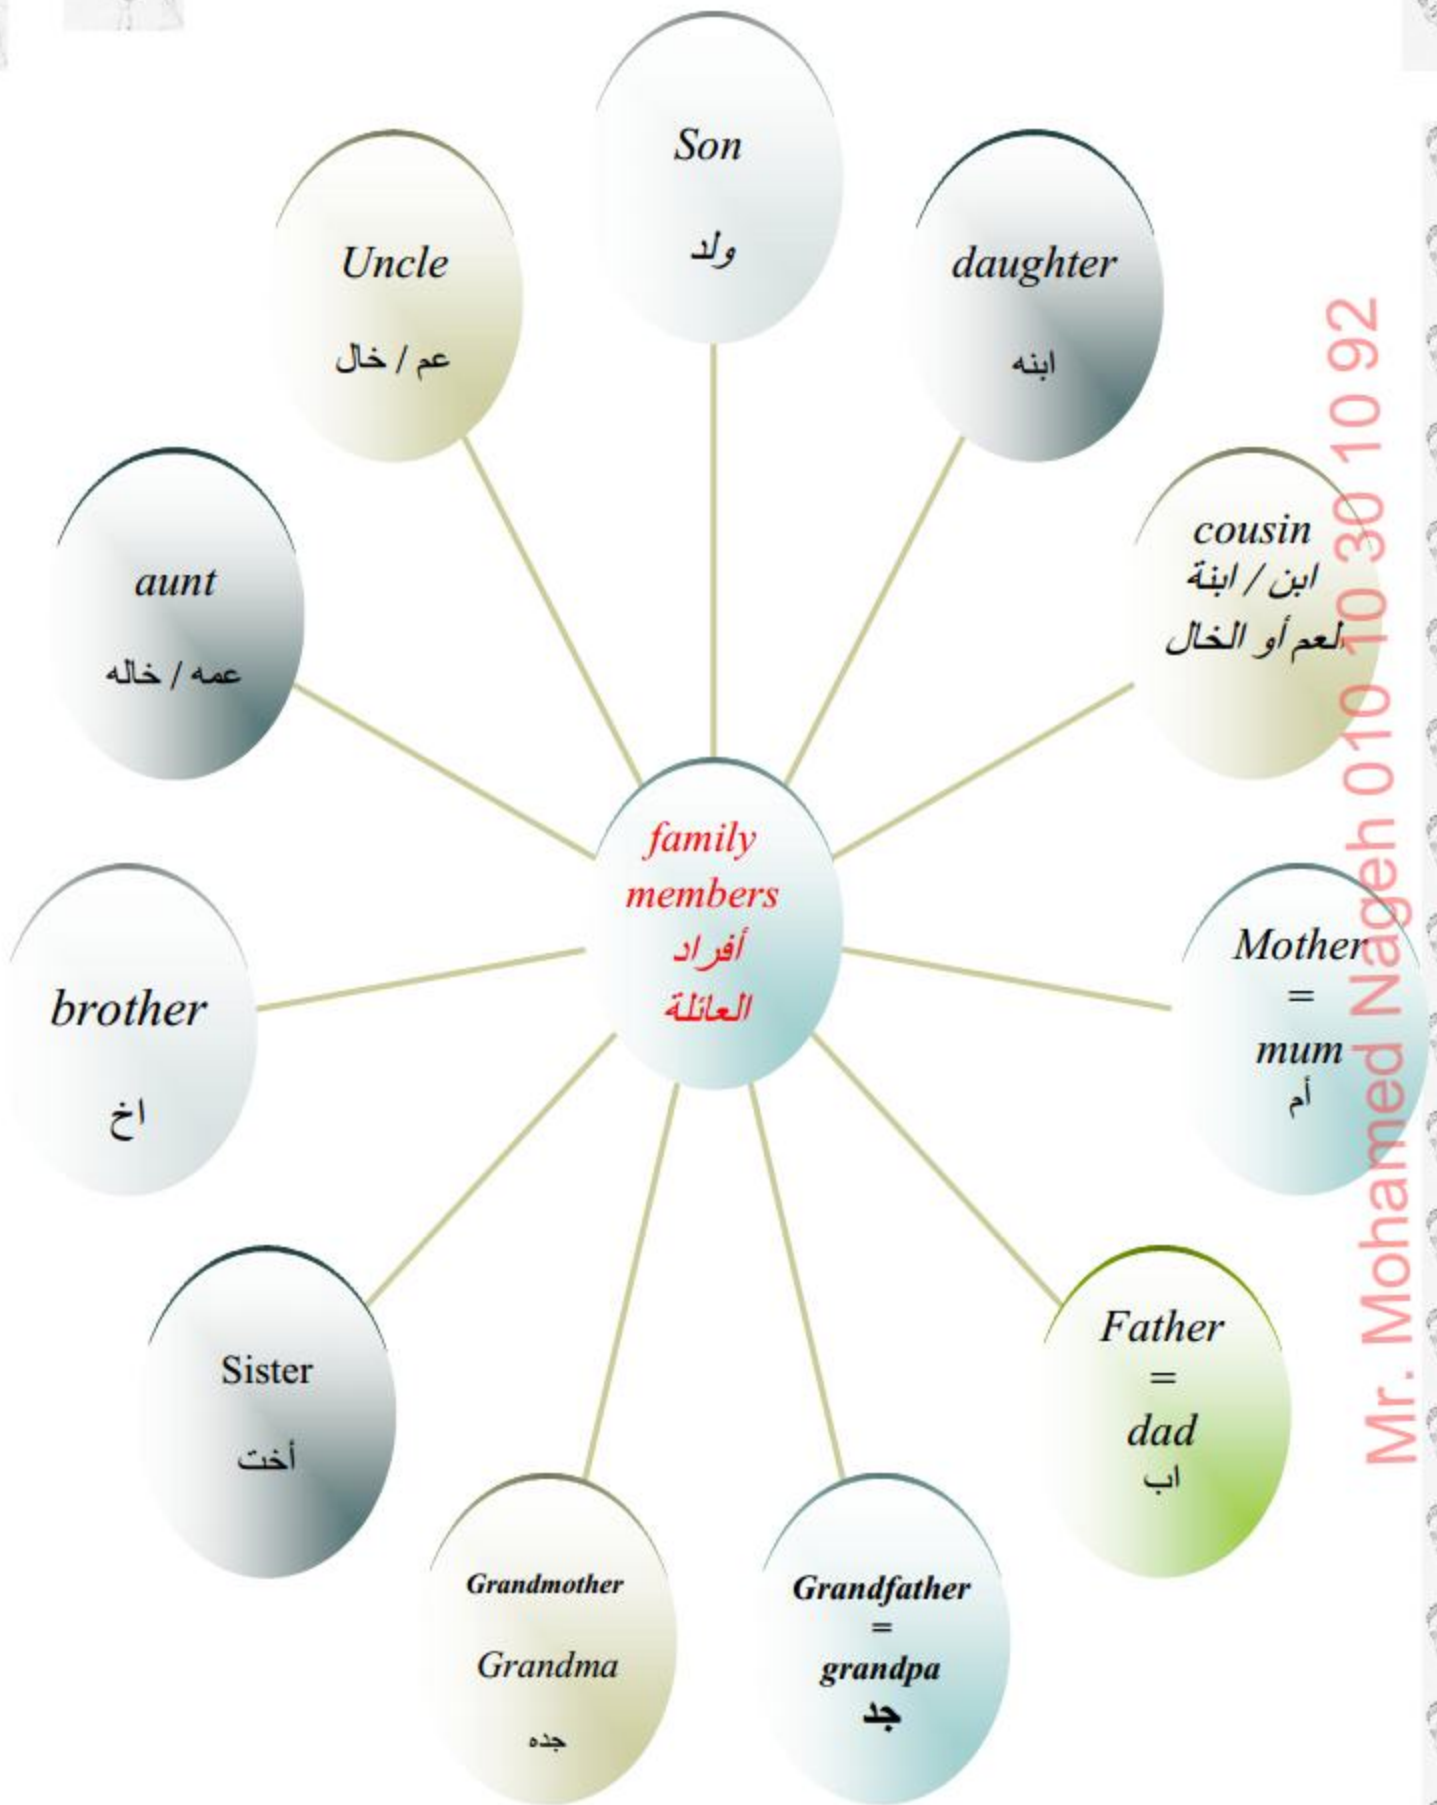 Son
ولد
daughter
ابنه
cousin
ابن / ابنة
لعم أو الخال
Mother
=
mum
أم
Father
=
dad
اب
Grandfather
=
grandpa
جد
Grandmother
Grandma
جده
Sister
أخت
brother
اخ
aunt
عمه / خاله
Uncle
عم / خال
family
members
أفراد
العائلة
Mr. Mohamed Nageh 010 10 30 10 92